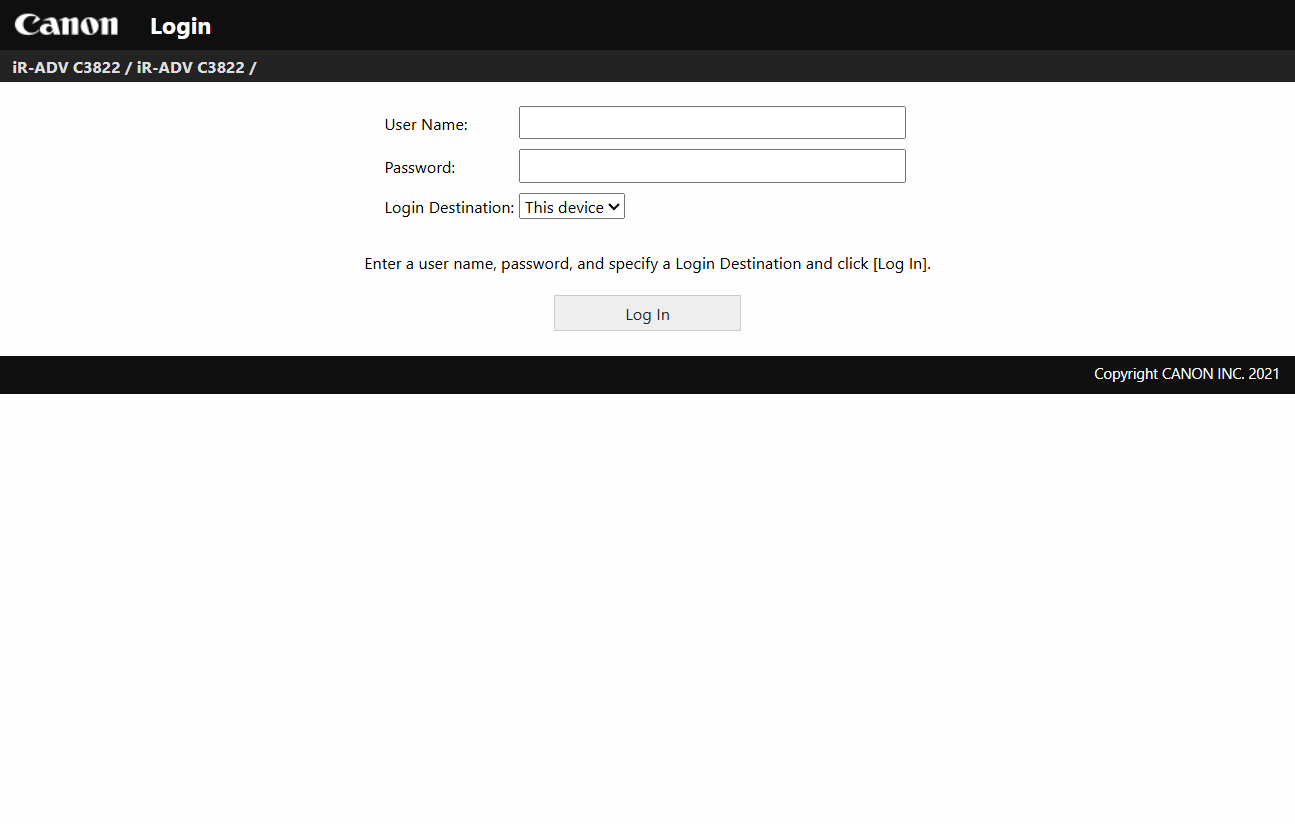 Canon Login
iR-ADV C3822 / iR-ADV C3822 /
User Name:
Password:
Login Destination: This device
Enter a user name, password, and specify a Login Destination and click [Log In].
Log In
Copyright CANON INC. 2021